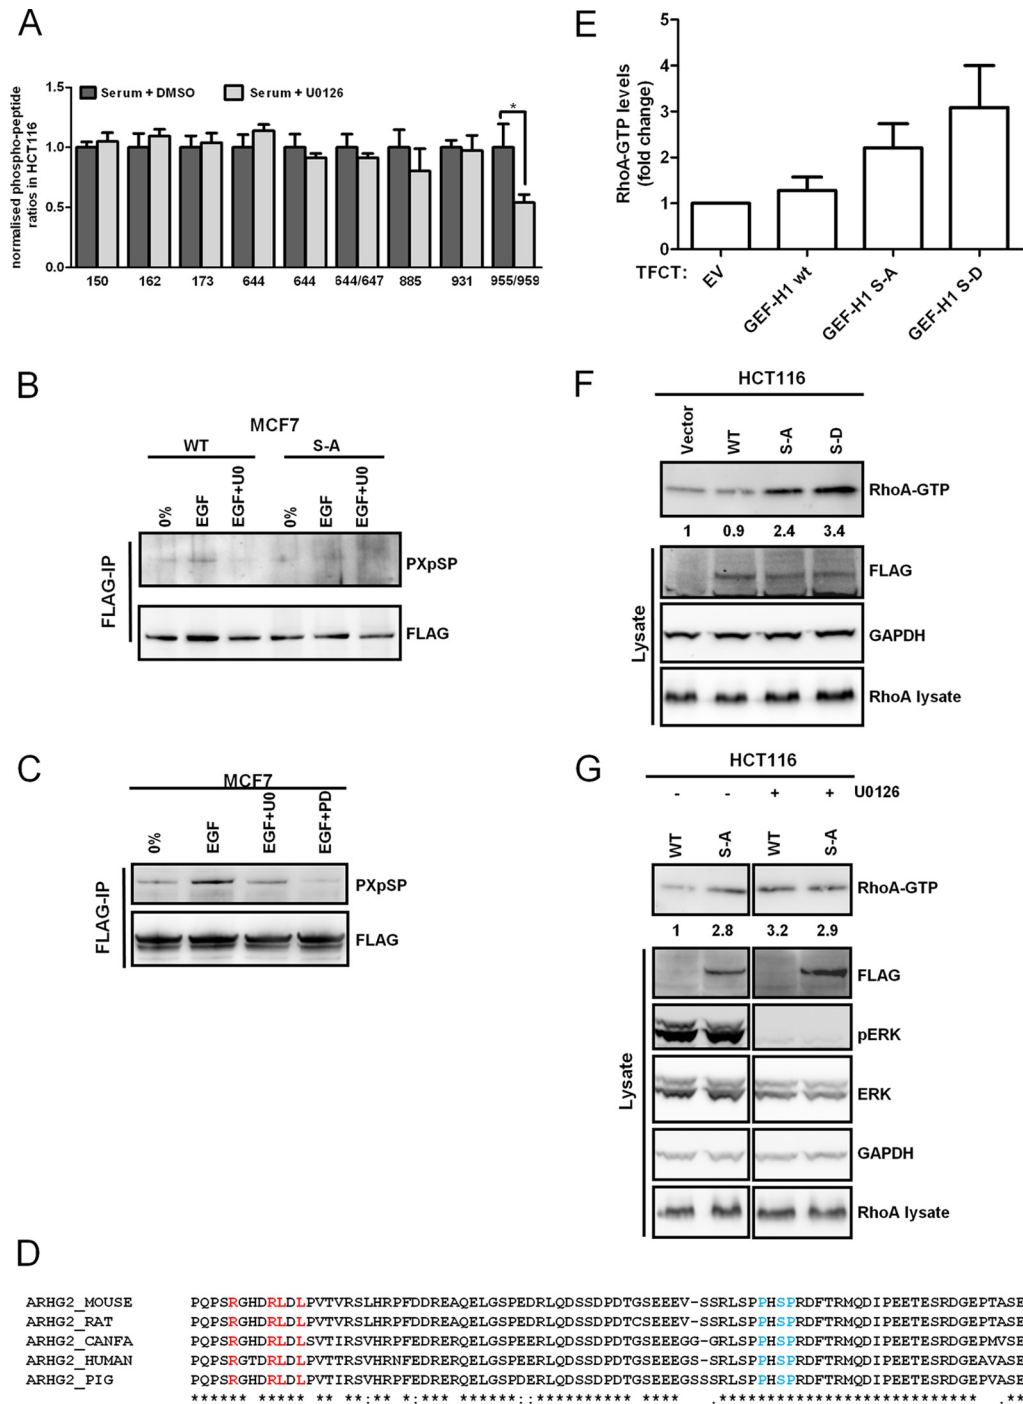 A
Serum + DMSO
Serum + U0126
normalised phospho-peptide
ratios in HCT116
1.5
1.0
0.5
0.0
*
150 162 173 644 644 644/647 885 931 955/959
B
MCF7
WT S-A
0% EGF EGF+U0 0% EGF EGF+U0
FLAG-IP
PXpSP
FLAG
C
MCF7
0% EGF EGF+U0 EGF+PD
FLAG-IP
PXpSP
FLAG
E
RhoA-GTP levels
(fold change)
5
4
3
2
1
0
TFCT:
EV GEF-H1 wt GEF-H1 S-A GEF-H1 S-D
F
HCT116
Vector WT S-A S-D
RhoA-GTP
1 0.9 2.4 3.4
FLAG
GAPDH
RhoA lysate
Lysate
G
HCT116
- - + + U0126
WT S-A WT S-A
RhoA-GTP
1 2.8 3.2 2.9
FLAG
pERK
ERK
GAPDH
RhoA lysate
Lysate
D
ARHG2_MOUSE PQPSRGHDRLDLPVTVRSLHRPFDDREAQELGSPEDRLQDSSDPDTGSEEEV-SSRLSPPHSPRDFTRMQDIPEETESRDGEPTASE
ARHG2_RAT PQPSRGHDRLDLPVTVRSLHRPFDDREAQELGSPEDRLQDSSDPDTCSEEEV-SSRLSPPHSPRDFTRMQDIPEETESRDGEPTASE
ARHG2_CANFA PQPSRGHDRLDLSVTIRSVHRPFEDRERQELGSPEERLQDSSDPDTGSEEEGG-GRLSPPHSPRDFTRMQDIPEETESRDGEPMVSE
ARHG2_HUMAN PQPSRGTDRLDLPVTTRSVHRNFEDRERQELGSPEERLQDSSDPDTGSEEEGS-SRLSPPHSPRDFTRMQDIPEETESRDGEAVASE
ARHG2_PIG PQPSRGHDRLDLPVTIRSVHRPFEDREGQELGSPEERLQDSSDPDTGSEEEGS-SRLSPPHSPRDFTRMQDIPEETESRDGEPAASE